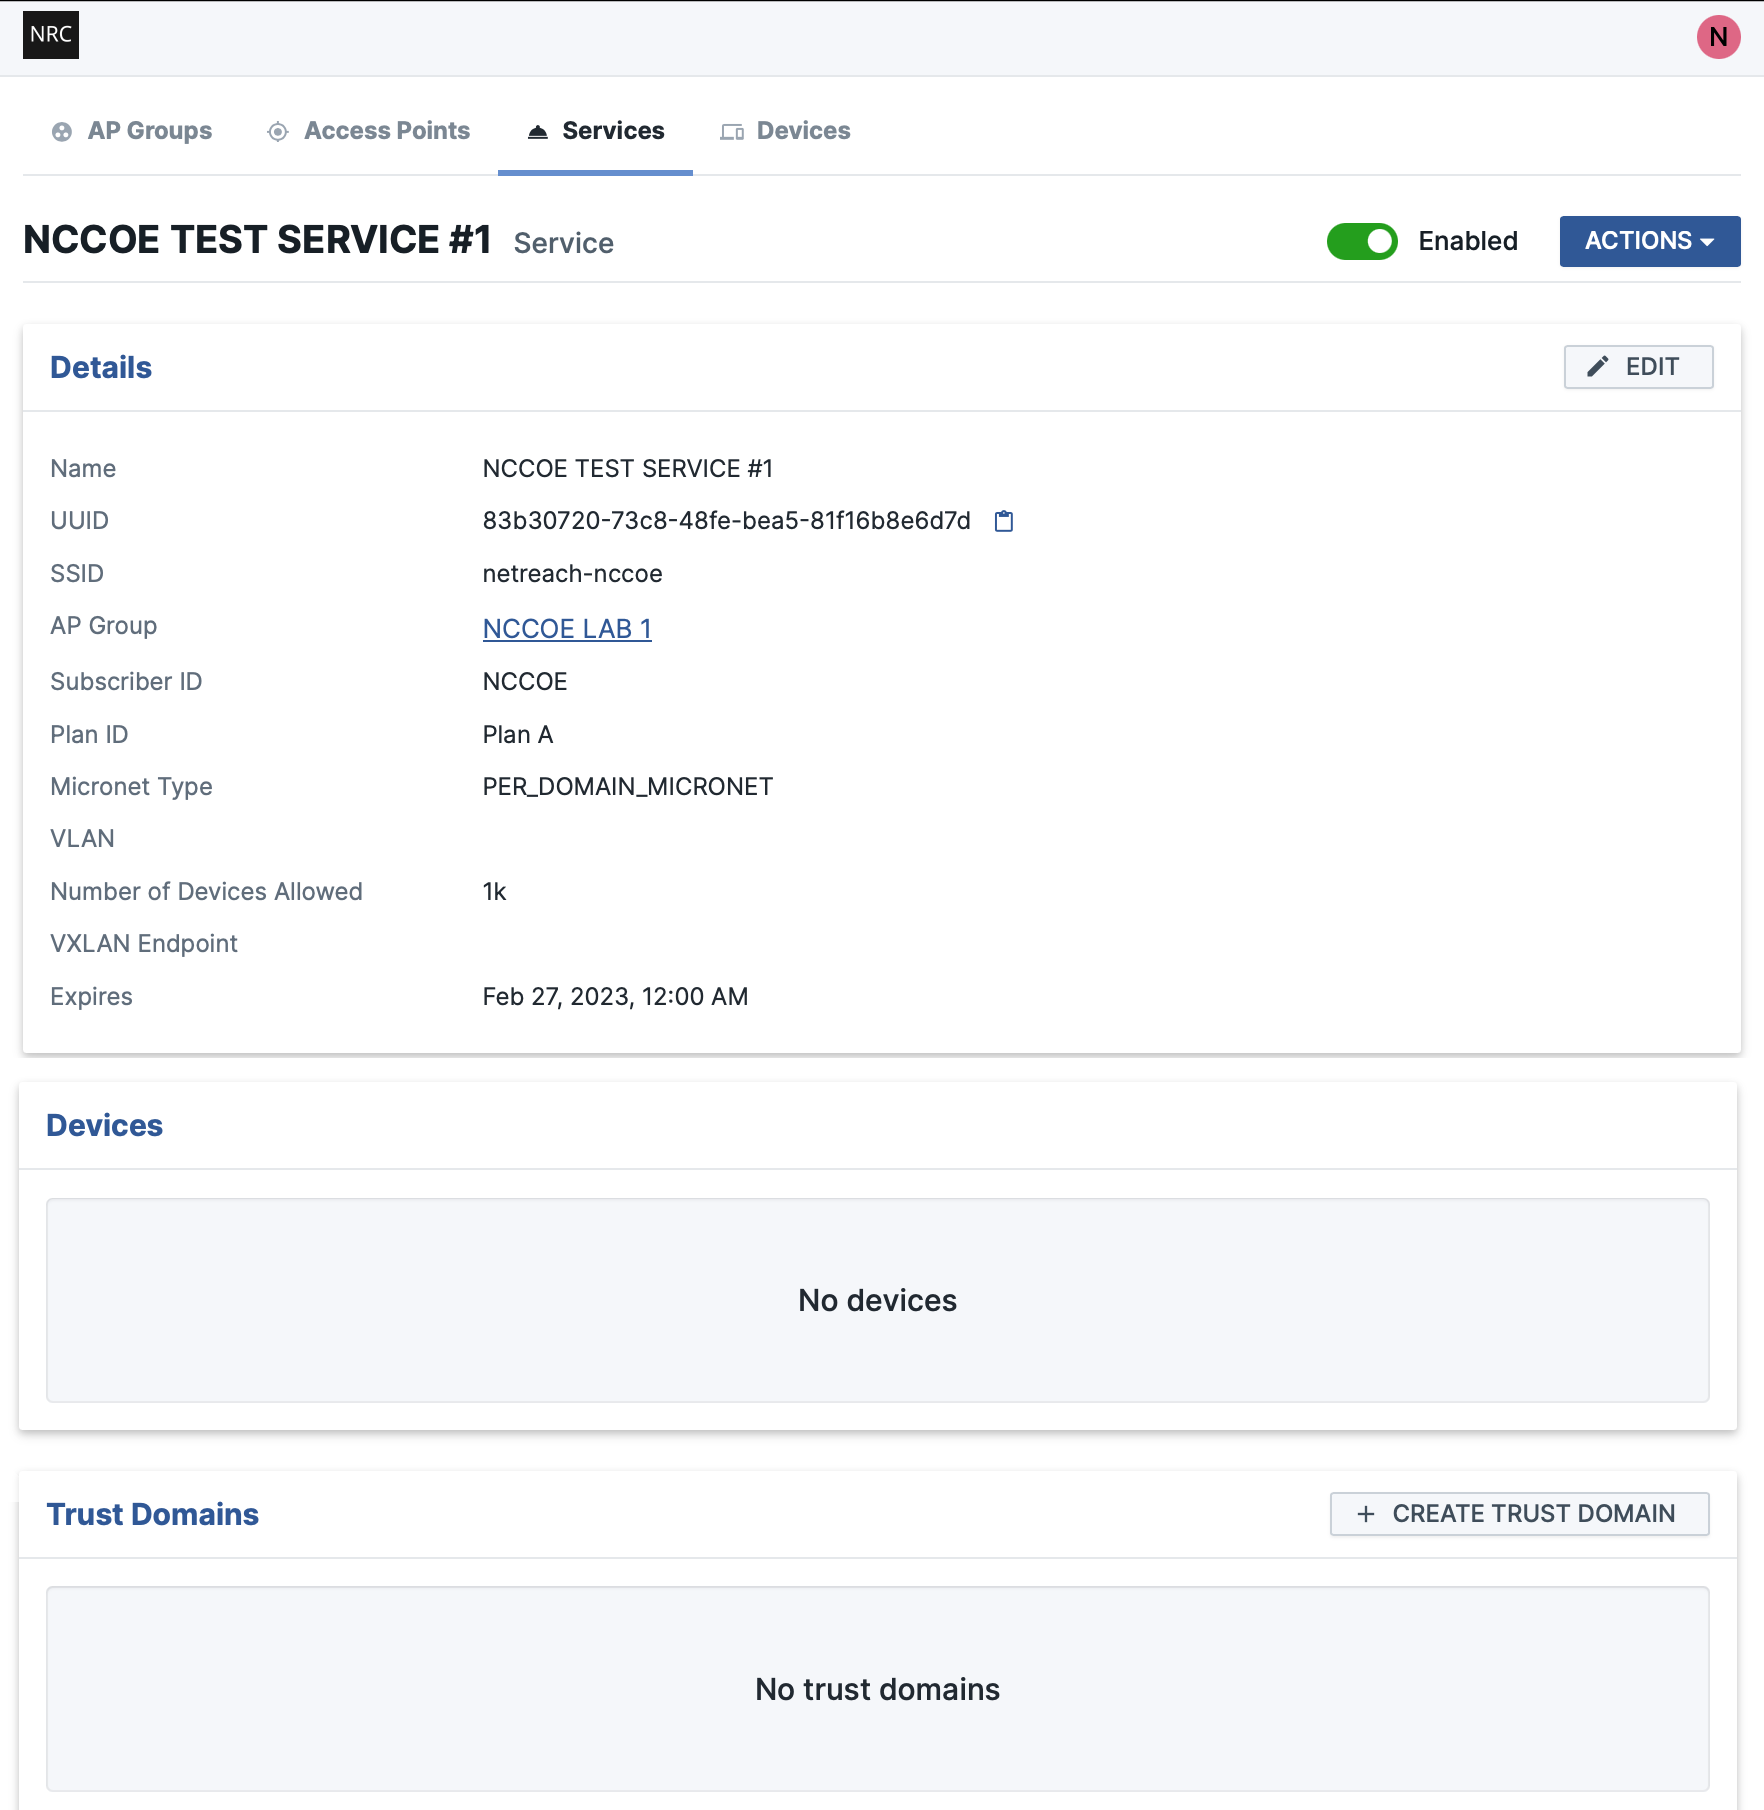 NRC
N
AP Groups Access Points Services Devices
NCCOE TEST SERVICE #1 Service Enabled ACTIONS
Details EDIT
Name NCCOE TEST SERVICE #1
UUID 83b30720-73c8-48fe-bea5-81f16b8e6d7d
SSID netreach-nccoe
AP Group NCCOE LAB 1
Subscriber ID NCCOE
Plan ID Plan A
Micronet Type PER_DOMAIN_MICRONET
VLAN
Number of Devices Allowed 1k
VXLAN Endpoint
Expires Feb 27, 2023, 12:00 AM
Devices
No devices
Trust Domains + CREATE TRUST DOMAIN
No trust domains